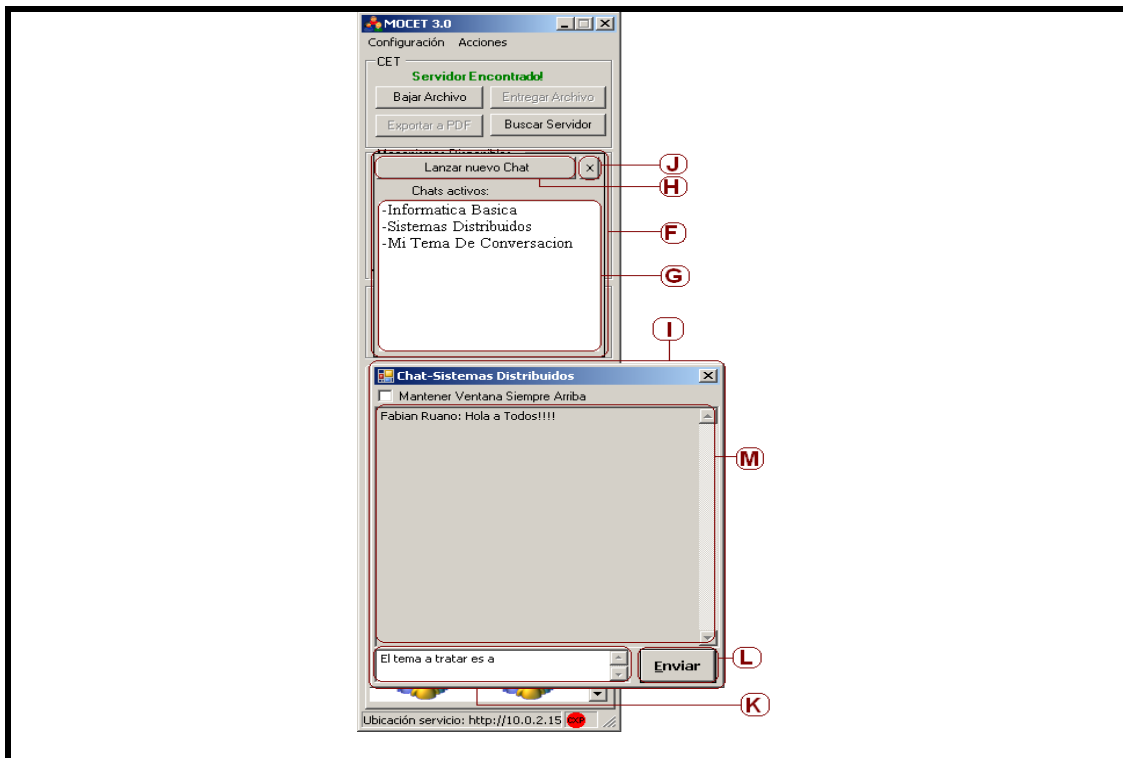 MOCET 3.0
Configuración Acciones
CET
Servidor Encontrado!
Bajar Archivo Entregar Archivo
Exportar a PDF Buscar Servidor
Lanzar nuevo Chat ×
J
H
Chats activos:
-Informatica Basica
-Sistemas Distribuidos
-Mi Tema De Conversacion
F
G
I
Chat-Sistemas Distribuidos
Mantener Ventana Siempre Arriba
Fabian Ruano: Hola a Todos!!!!
M
El tema a tratar es a
Enviar
L
K
Ubicación servicio: http://10.0.2.15